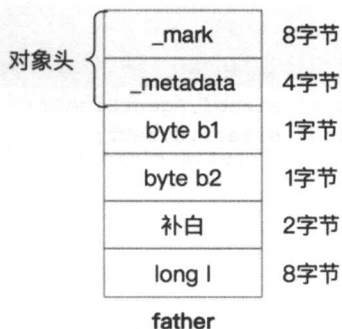 对象头
_mark 8字节
_metadata 4字节
byte b1 1字节
byte b2 1字节
补白 2字节
long l 8字节
father